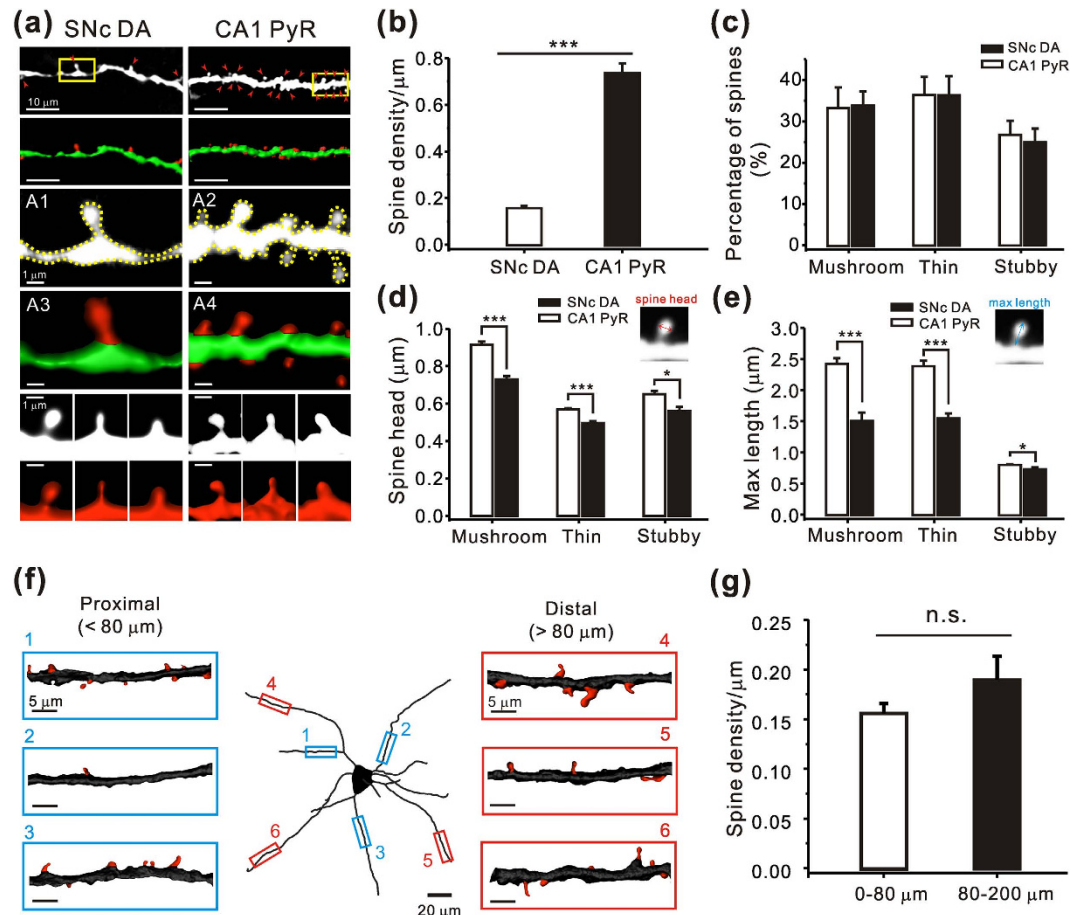 (a)
SNc DA
CA1 PyR
10 μm
A1
A2
1 μm
A3
A4
1 μm
(b)
Spine density/μm
0.8
0.6
0.4
0.2
0.0
***
SNc DA
CA1 PyR
(c)
SNc DA
CA1 PyR
Percentage of spines
(%)
40
30
20
10
0
Mushroom
Thin
Stubby
(d)
SNc DA
CA1 PyR
spine head
Spine head (μm)
1.0
0.8
0.6
0.4
0.2
0.0
***
***
*
Mushroom
Thin
Stubby
(e)
SNc DA
CA1 PyR
max length
Max length (μm)
3.0
2.5
2.0
1.5
1.0
0.5
0.0
***
***
*
Mushroom
Thin
Stubby
(f)
Proximal
(< 80 μm)
1
5 μm
2
3
4
1
2
6
3
5
20 μm
Distal
(> 80 μm)
4
5 μm
5
6
(g)
n.s.
Spine density/μm
0.25
0.20
0.15
0.10
0.05
0.00
0-80 μm
80-200 μm